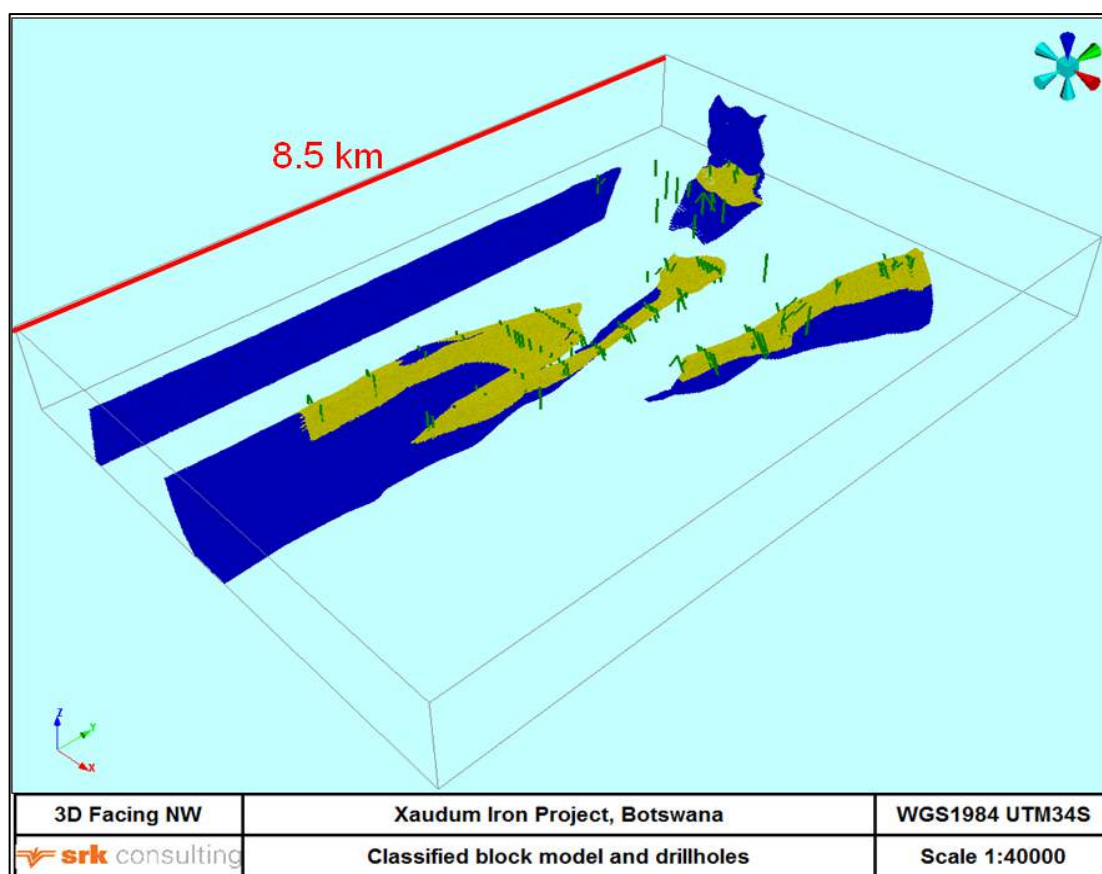 8.5 km
Z
Y
X
3D Facing NW
Xaudum Iron Project, Botswana
WGS1984 UTM34S
srk consulting
Classified block model and drillholes
Scale 1:40000